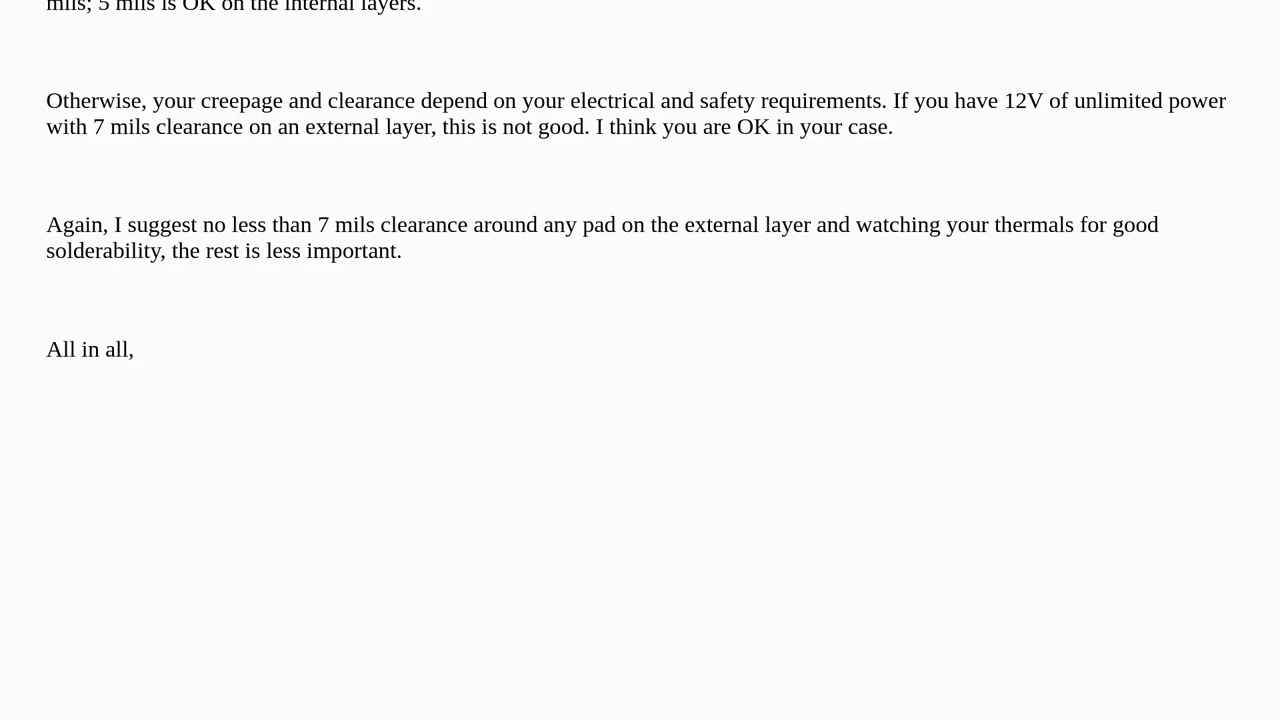 mils; 5 mils is OK on the internal layers.
Otherwise, your creepage and clearance depend on your electrical and safety requirements. If you have 12V of unlimited power
with 7 mils clearance on an external layer, this is not good. I think you are OK in your case.
Again, I suggest no less than 7 mils clearance around any pad on the external layer and watching your thermals for good
solderability, the rest is less important.
All in all,